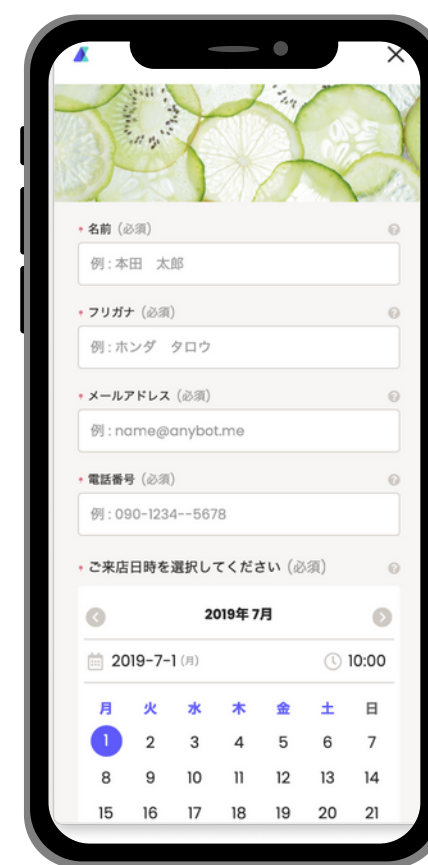 * 名前 (必須)
例 : 本田　太郎
* フリガナ (必須)
例 : ホンダ　タロウ
* メールアドレス (必須)
例 : name@anybot.me
* 電話番号 (必須)
例 : 090-1234--5678
* ご来店日時を選択してください (必須)
2019年 7月
2019-7-1 (月) 10:00
月 火 水 木 金 土 日
1 2 3 4 5 6 7
8 9 10 11 12 13 14
15 16 17 18 19 20 21